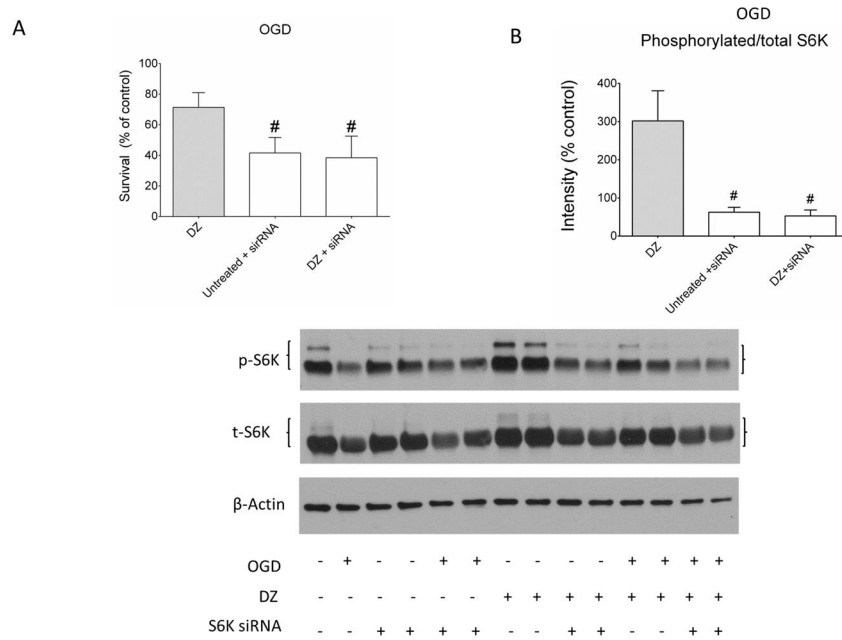 A
OGD
Survival (% of control)
100
80
60
40
20
0
#
#
DZ
Untreated + sirRNA
DZ + siRNA
B
OGD
Phosphorylated/total S6K
Intensity (% control)
400
300
200
100
0
#
#
DZ
Untreated +siRNA
DZ+siRNA
p-S6K
t-S6K
β-Actin
OGD - + - - + + - - - - + + + +
DZ - - - - - - + + + + + + + +
S6K siRNA - - + + + + - - + + - - + +